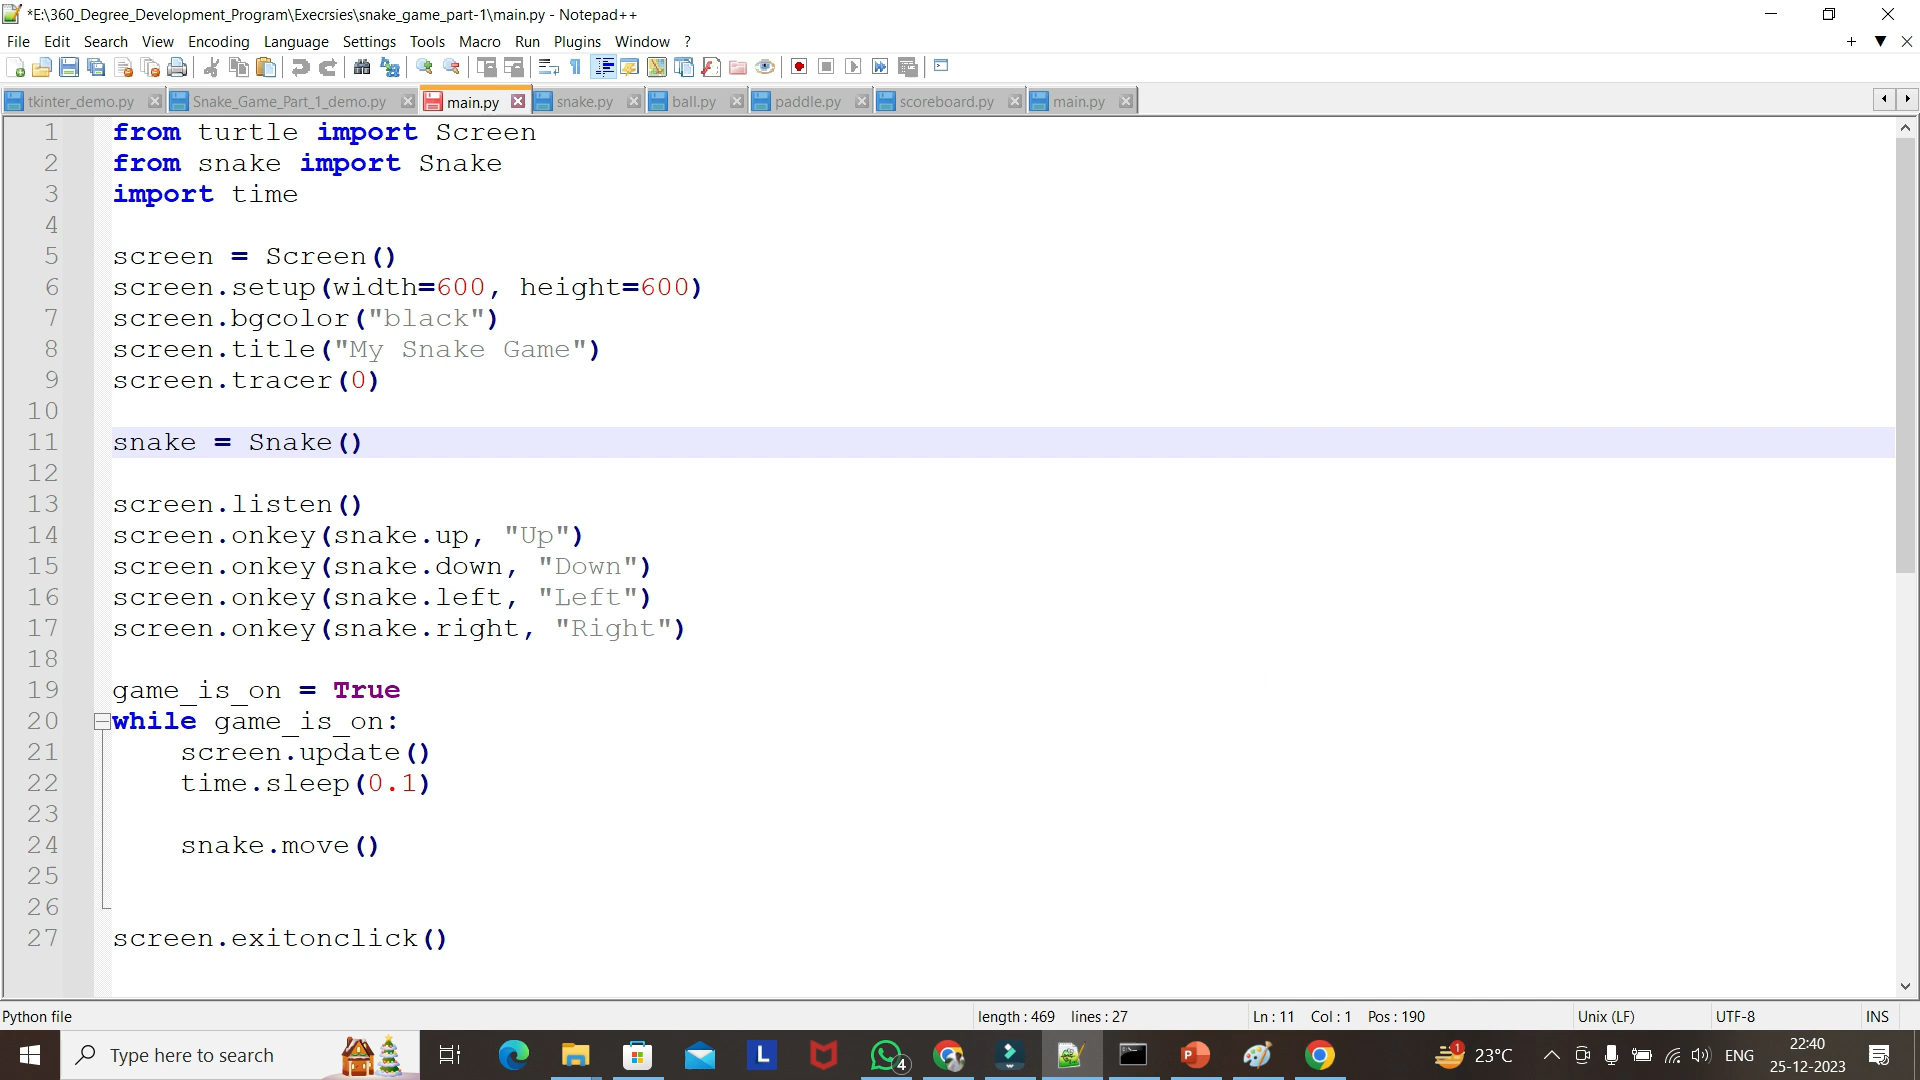 *E:\360_Degree_Development_Program\Execrsies\snake_game_part-1\main.py - Notepad++
File Edit Search View Encoding Language Settings Tools Macro Run Plugins Window ?
tkinter_demo.py Snake_Game_Part_1_demo.py main.py snake.py ball.py paddle.py scoreboard.py main.py
1 from turtle import Screen
2 from snake import Snake
3 import time
4
5 screen = Screen()
6 screen.setup(width=600, height=600)
7 screen.bgcolor("black")
8 screen.title("My Snake Game")
9 screen.tracer(0)
10
11 snake = Snake()
12
13 screen.listen()
14 screen.onkey(snake.up, "Up")
15 screen.onkey(snake.down, "Down")
16 screen.onkey(snake.left, "Left")
17 screen.onkey(snake.right, "Right")
18
19 game_is_on = True
20 while game_is_on:
21 screen.update()
22 time.sleep(0.1)
23
24 snake.move()
25
26
27 screen.exitonclick()
Python file length : 469 lines : 27 Ln : 11 Col : 1 Pos : 190 Unix (LF) UTF-8 INS
Type here to search L 4 P 1 23°C ENG 22:40
25-12-2023